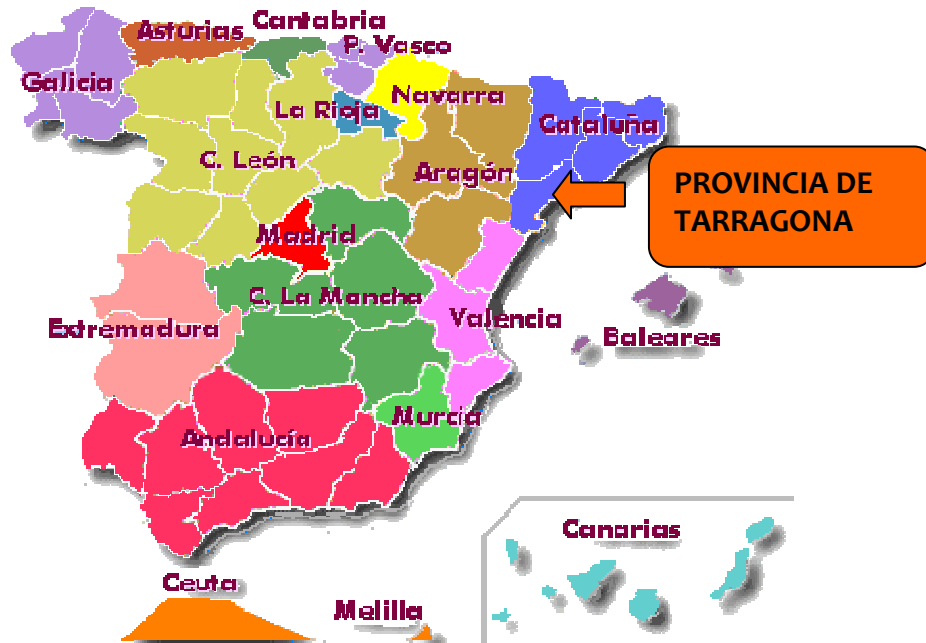 Cantabria
Asturias
P. Vasco
Galicia
Navarra
La Rioja
Cataluña
C. León
Aragón
PROVINCIA DE
TARRAGONA
Madrid
C. La Mancha
Valencia
Extremadura
Baleares
Murcia
Andalucía
Canarias
Ceuta
Melilla